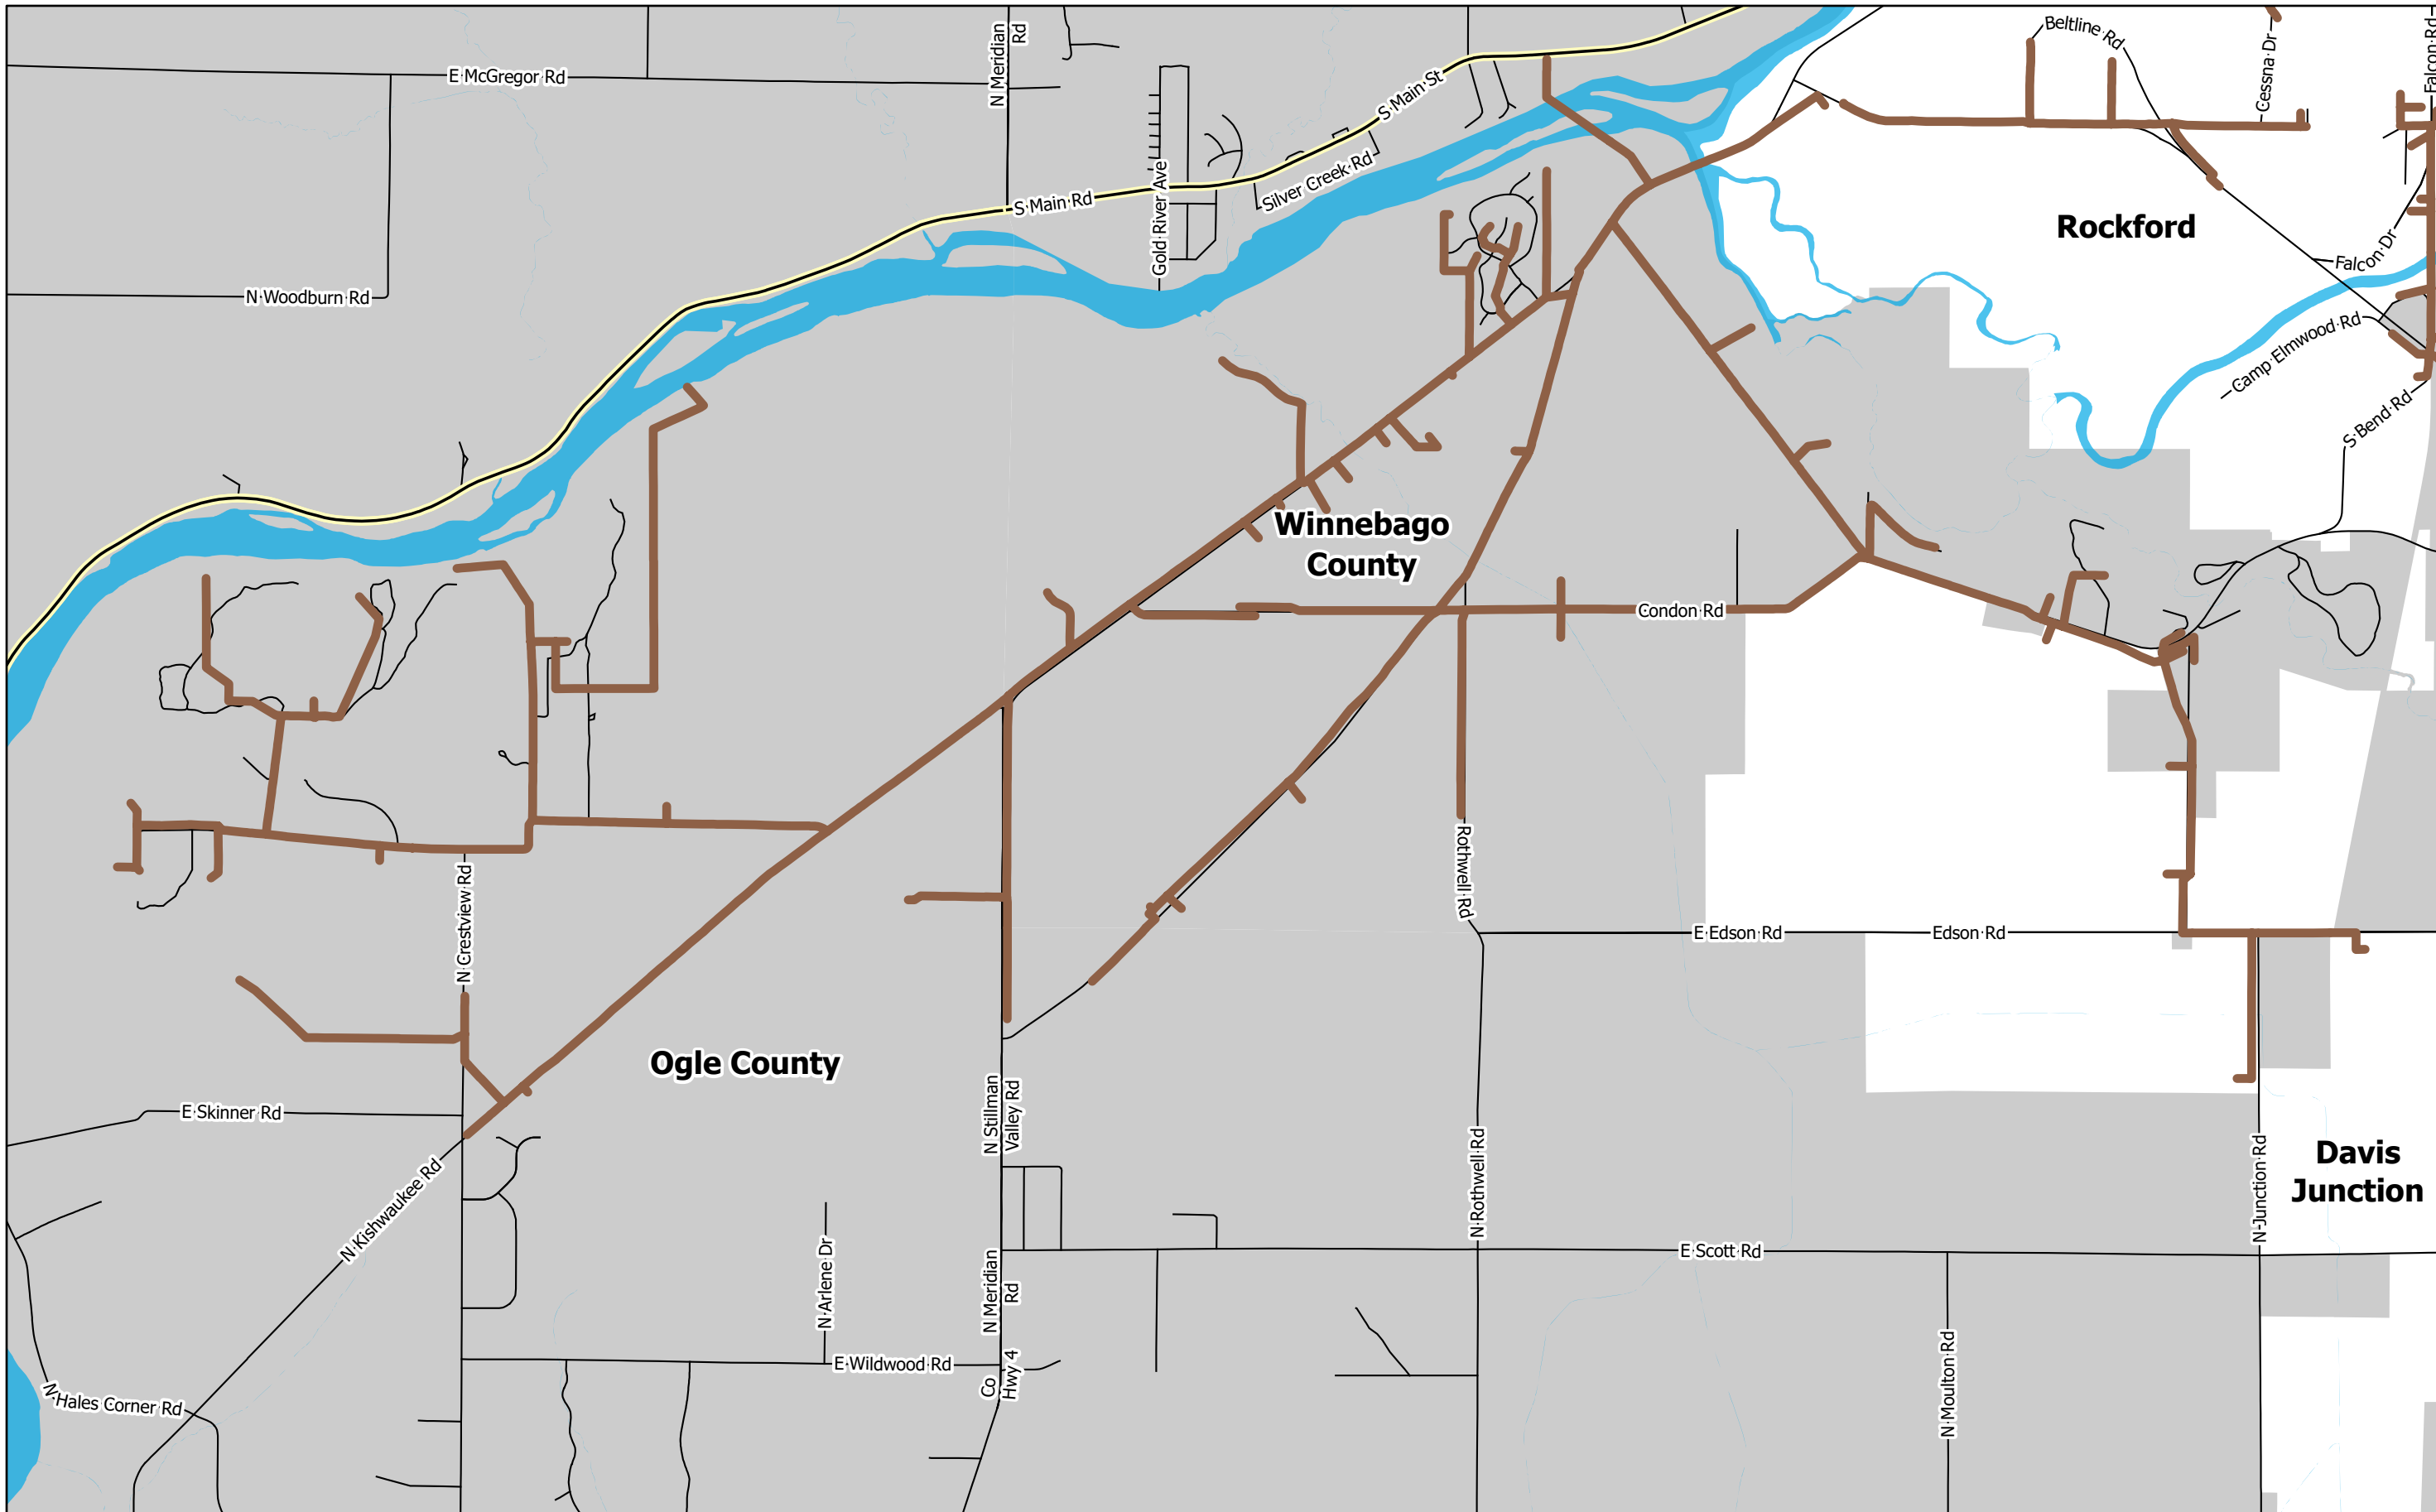 Beltline Rd
N Meridian
Rd
Cessna Dr
Falcon Rd
E McGregor Rd
S Main St
Silver Creek Rd
S Main Rd
Gold River Ave
Rockford
Falcon Dr
N Woodburn Rd
Camp Elmwood Rd
S Bend Rd
Winnebago
County
Condon Rd
Rothwell Rd
N Crestview Rd
E Edson Rd
Edson Rd
Ogle County
N Stillman
Valley Rd
E Skinner Rd
N Kishwaukee Rd
N Rothwell Rd
N Junction Rd
Davis
Junction
N Arlene Dr
N Meridian
Rd
E Scott Rd
E Wildwood Rd
Co
Hwy 4
N Moulton Rd
N Hales Corner Rd